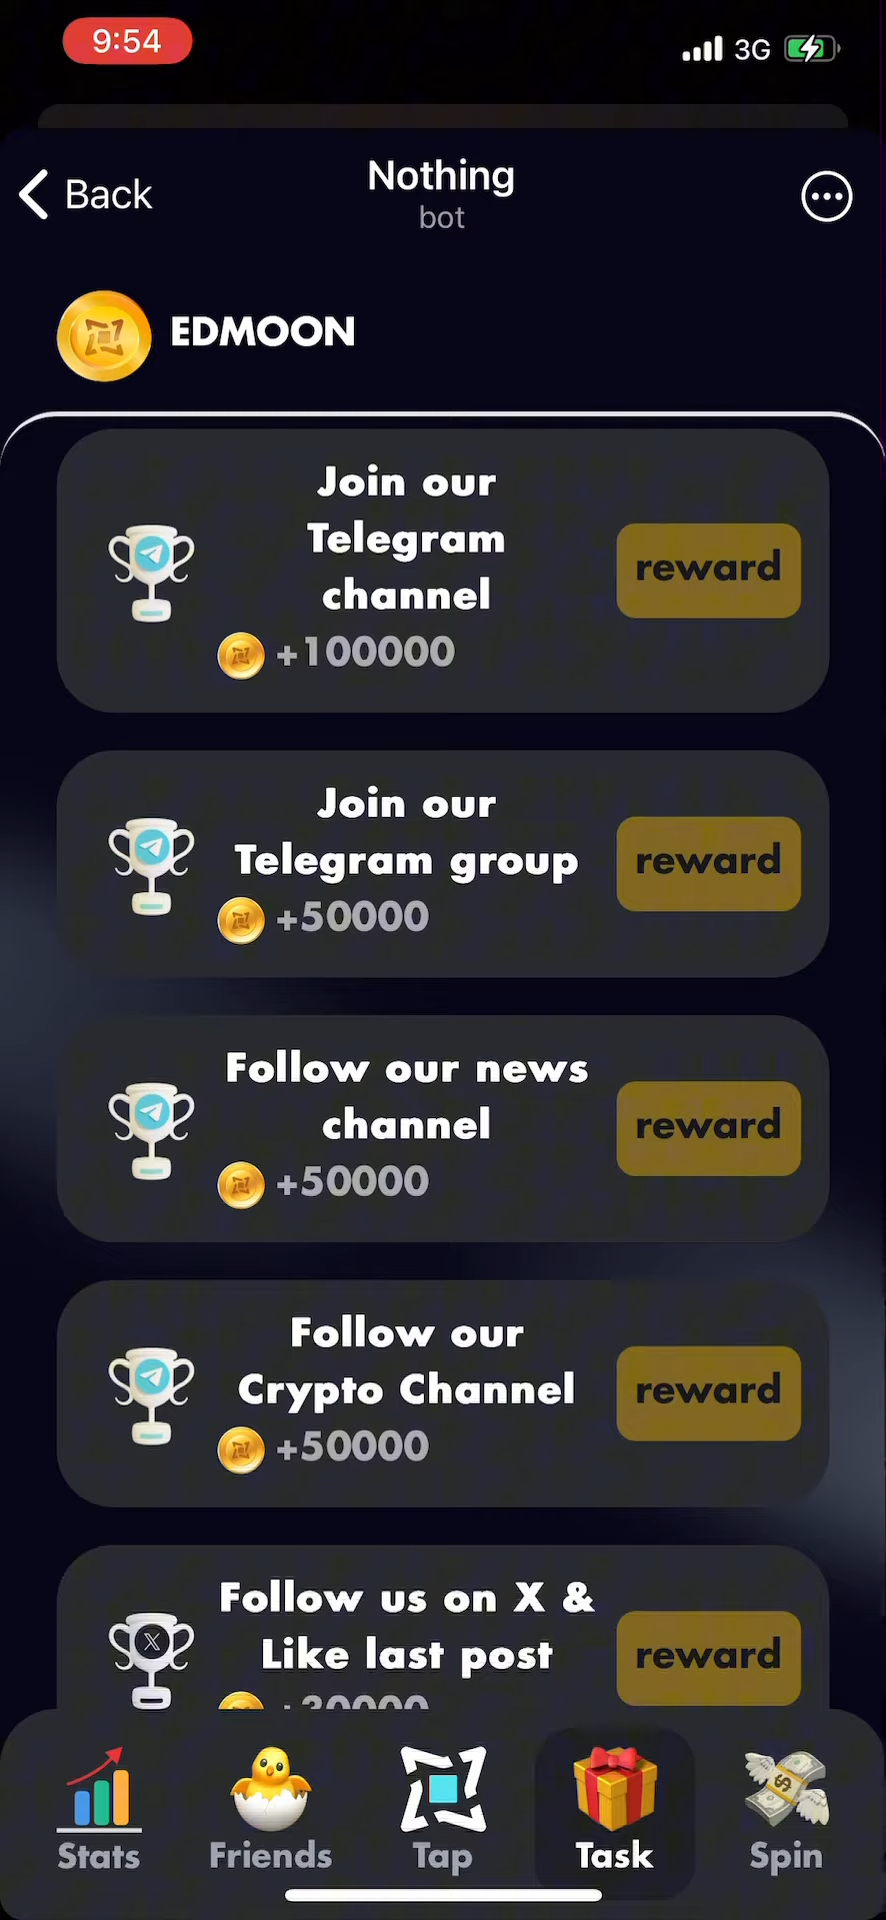 9:54
3G
Back
Nothing
bot
EDMOON
Join our
Telegram
channel
reward
+100000
Join our
Telegram group
reward
+50000
Follow our news
channel
reward
+50000
Follow our
Crypto Channel
reward
+50000
Follow us on X &
Like last post
reward
Stats
Friends
Tap
Task
Spin